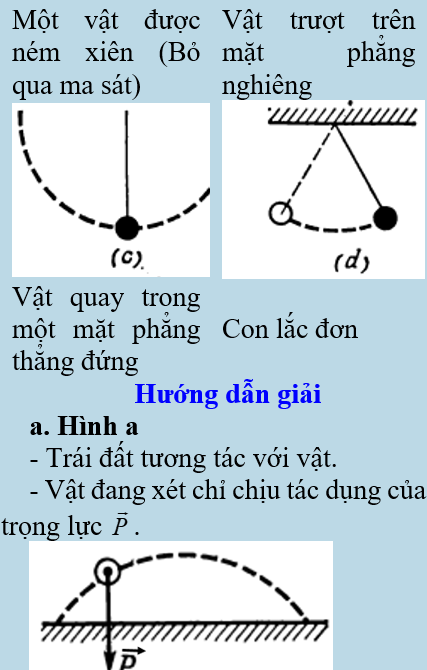 Một vật được
ném xiên (Bỏ
qua ma sát)
Vật trượt trên
mặt phẳng
nghiêng
(c).
(d)
Vật quay trong
một mặt phẳng
thẳng đứng
Con lắc đơn
Hướng dẫn giải
a. Hình a
- Trái đất tương tác với vật.
- Vật đang xét chỉ chịu tác dụng của
trọng lực P⃗ .
P⃗